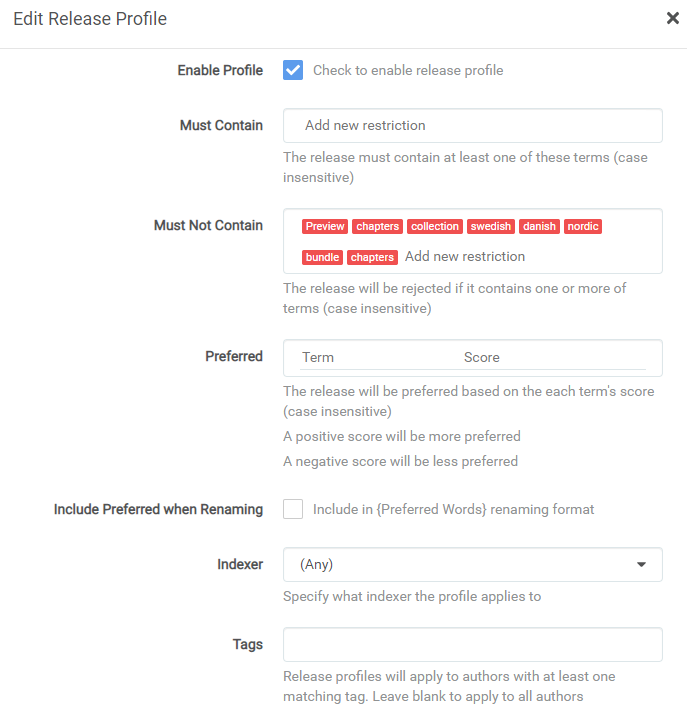 Edit Release Profile
Enable Profile Check to enable release profile
Must Contain Add new restriction
The release must contain at least one of these terms (case
insensitive)
Must Not Contain Preview chapters collection swedish danish nordic
bundle chapters Add new restriction
The release will be rejected if it contains one or more of
terms (case insensitive)
Preferred Term Score
The release will be preferred based on the each term's score
(case insensitive)
A positive score will be more preferred
A negative score will be less preferred
Include Preferred when Renaming Include in {Preferred Words} renaming format
Indexer (Any)
Specify what indexer the profile applies to
Tags
Release profiles will apply to authors with at least one
matching tag. Leave blank to apply to all authors